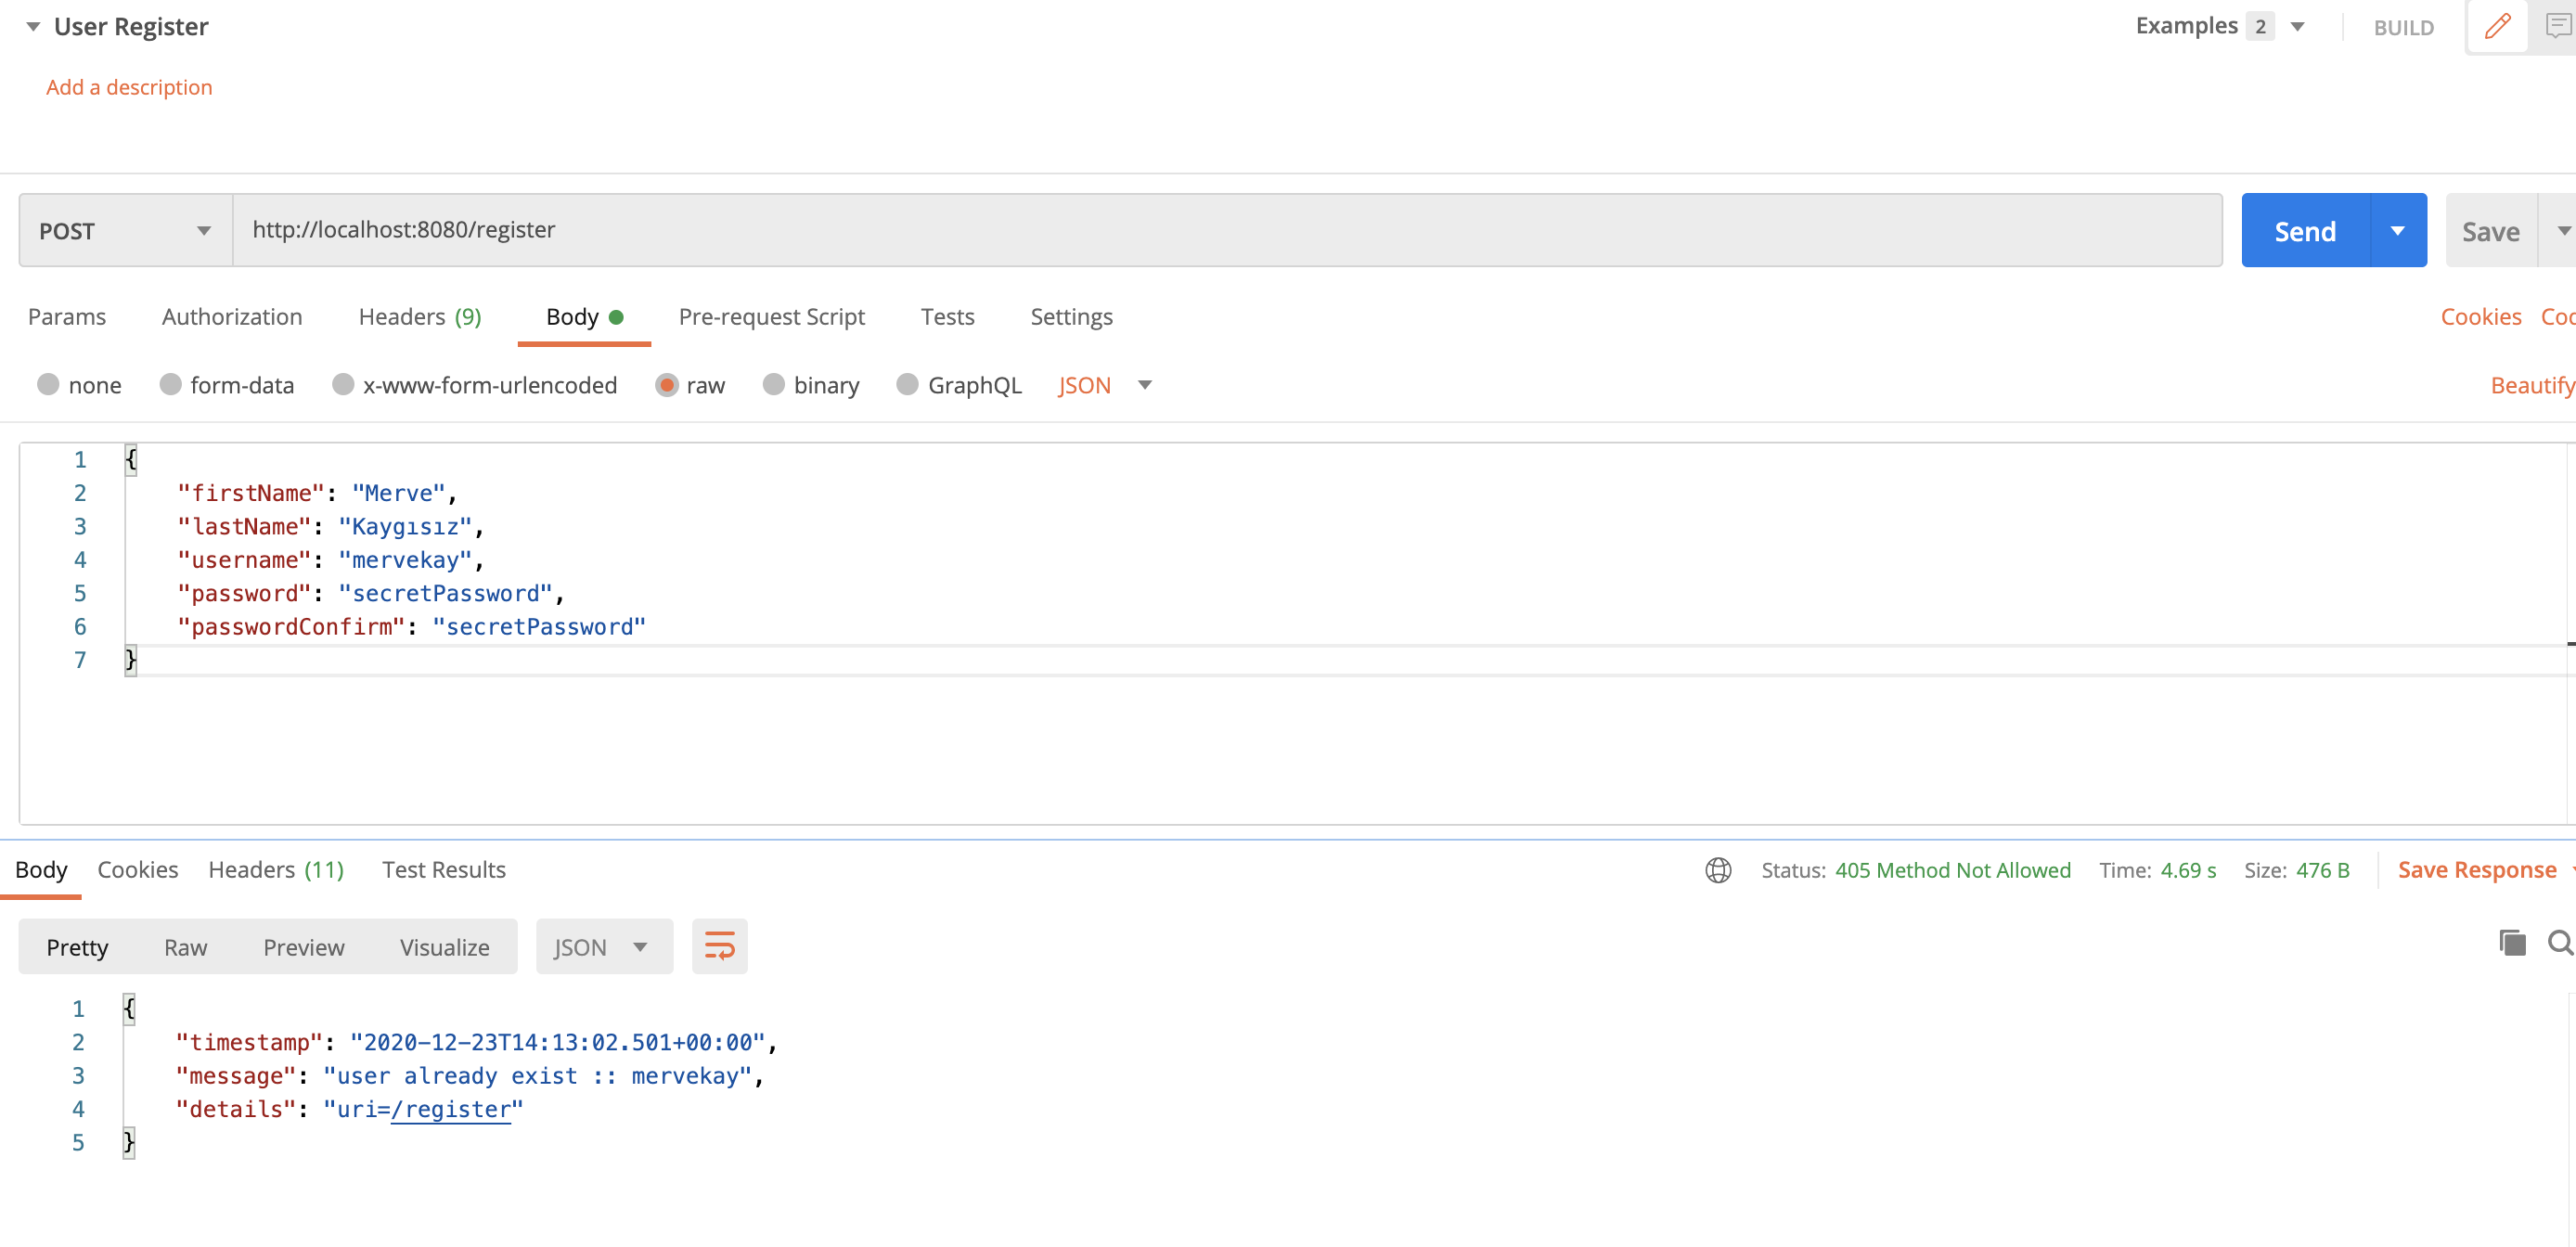 User Register
Examples 2 BUILD
Add a description
POST http://localhost:8080/register Send Save
Params Authorization Headers (9) Body Pre-request Script Tests Settings Cookies
none form-data x-www-form-urlencoded raw binary GraphQL JSON Beautify
1 {
2 "firstName": "Merve",
3 "lastName": "Kaygısız",
4 "username": "mervekay",
5 "password": "secretPassword",
6 "passwordConfirm": "secretPassword"
7 }
Body Cookies Headers (11) Test Results Status: 405 Method Not Allowed Time: 4.69 s Size: 476 B Save Response
Pretty Raw Preview Visualize JSON
1 {
2 "timestamp": "2020-12-23T14:13:02.501+00:00",
3 "message": "user already exist :: mervekay",
4 "details": "uri=/register"
5 }